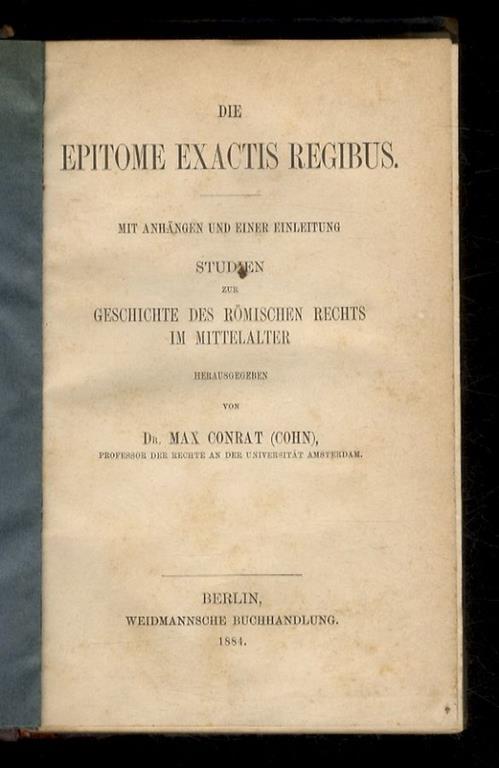 DIE
EPITOME EXACTIS REGIBUS.
MIT ANHÄNGEN UND EINER EINLEITUNG
STUDIEN
ZUR
GESCHICHTE DES RÖMISCHEN RECHTS
IM MITTELALTER
HERAUSGEGEBEN
VON
DR. MAX CONRAT (COHN),
PROFESSOR DER RECHTE AN DER UNIVERSITÄT AMSTERDAM.
BERLIN,
WEIDMANNSCHE BUCHHANDLUNG.
1884.